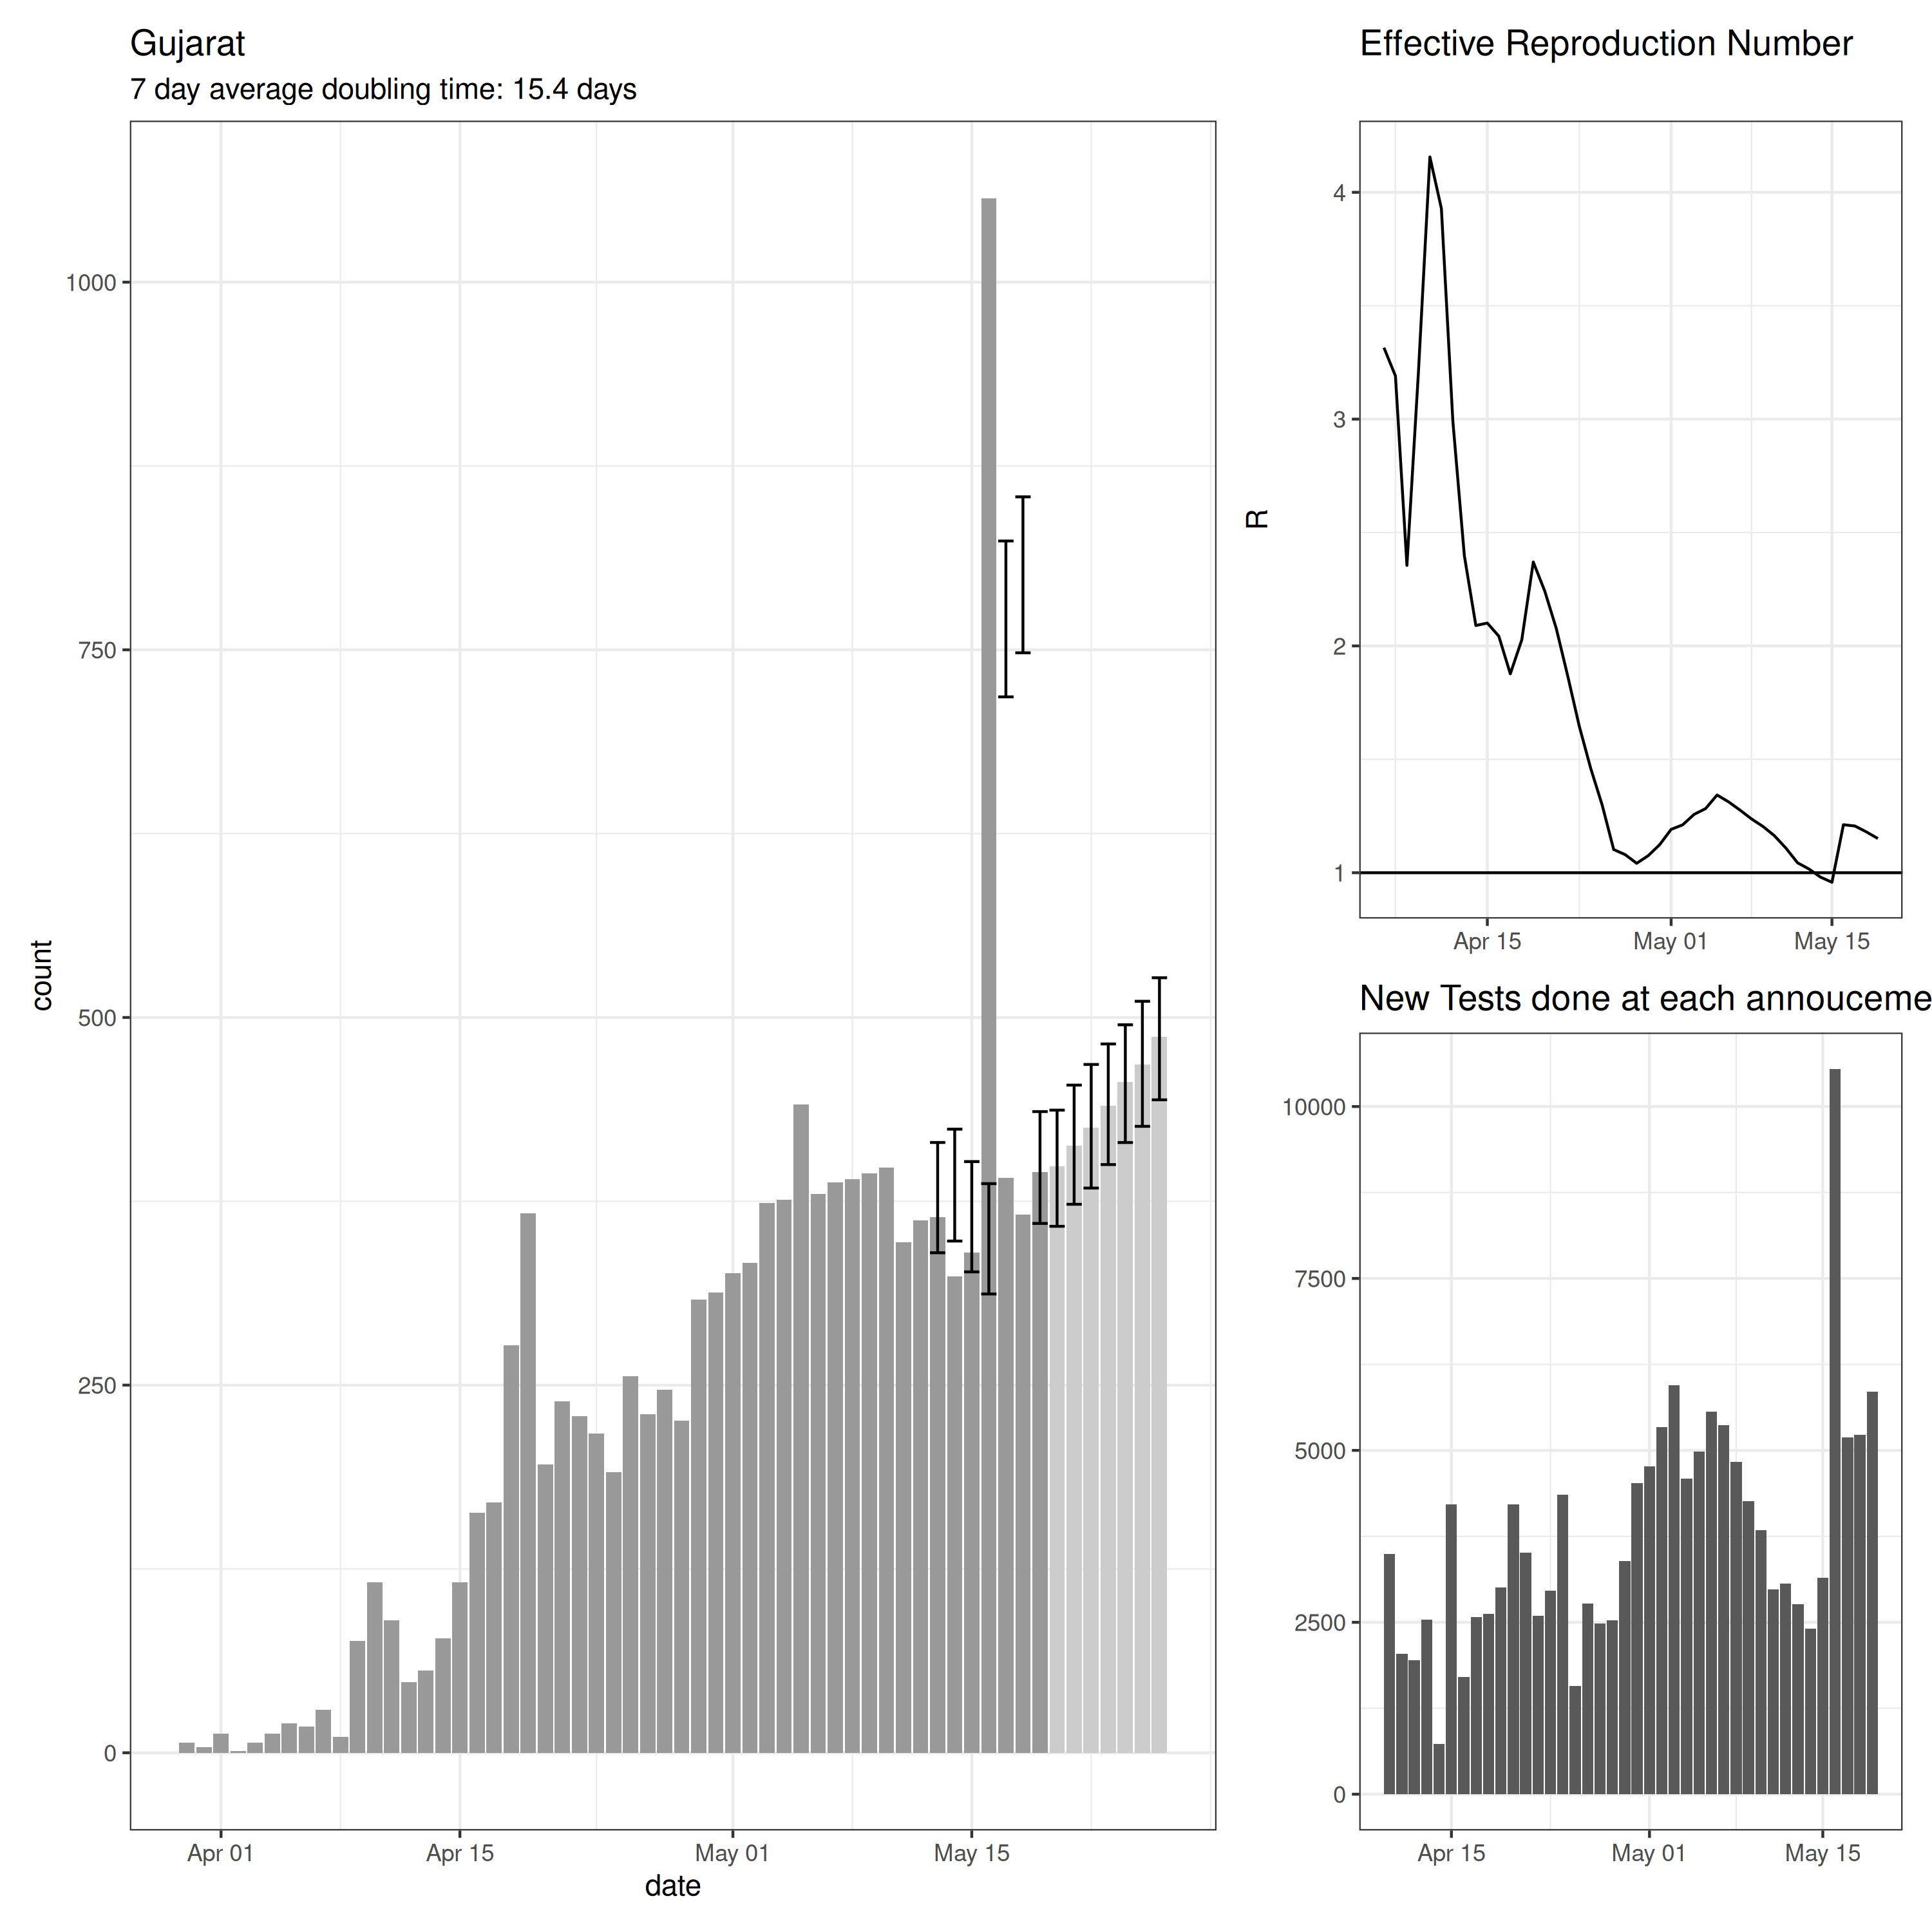 Gujarat
7 day average doubling time: 15.4 days
count
1000
750
500
250
0
Apr 01 Apr 15 May 01 May 15
date
Effective Reproduction Number
R
4
3
2
1
Apr 15 May 01 May 15
New Tests done at each annouceme
10000
7500
5000
2500
0
Apr 15 May 01 May 15